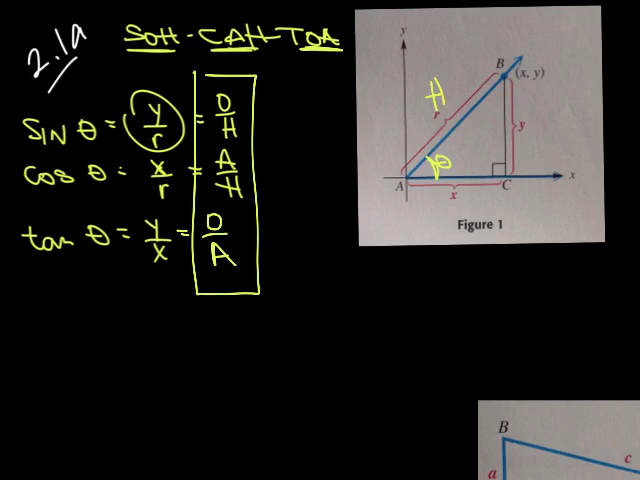 2.1a
SOH-CAH-TOA
sin θ = y/r = O/H
cos θ = x/r = A/H
tan θ = y/x = O/A
y
B
(x, y)
H
r
y
θ
A
x
C
x
Figure 1
B
a
c